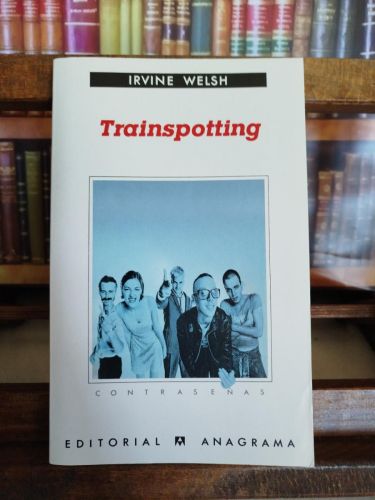 IRVINE WELSH
Trainspotting
CONTRASEÑAS
EDITORIAL A ANAGRAMA